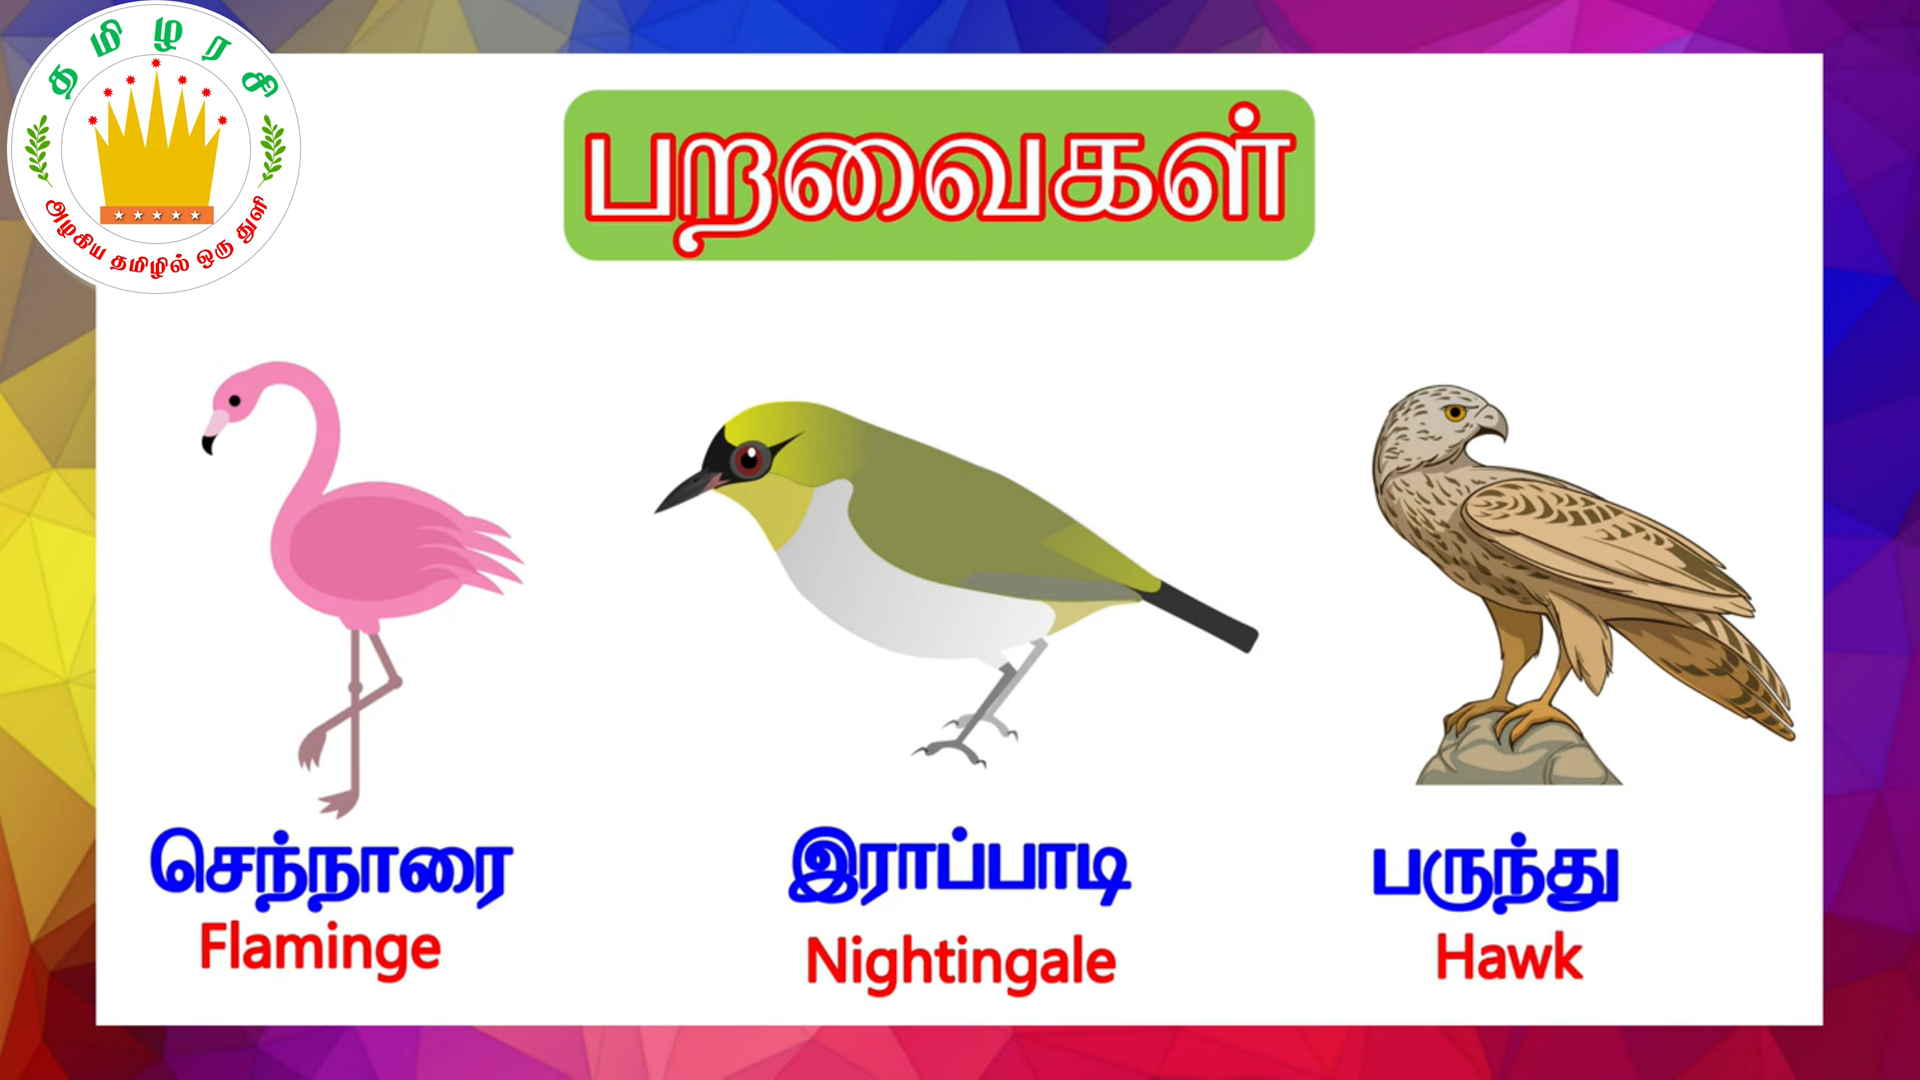 தமிழரசி
அழகிய தமிழில் ஒரு துளி
பறவைகள்
செந்நாரை
இராப்பாடி
பருந்து
Flaminge
Nightingale
Hawk